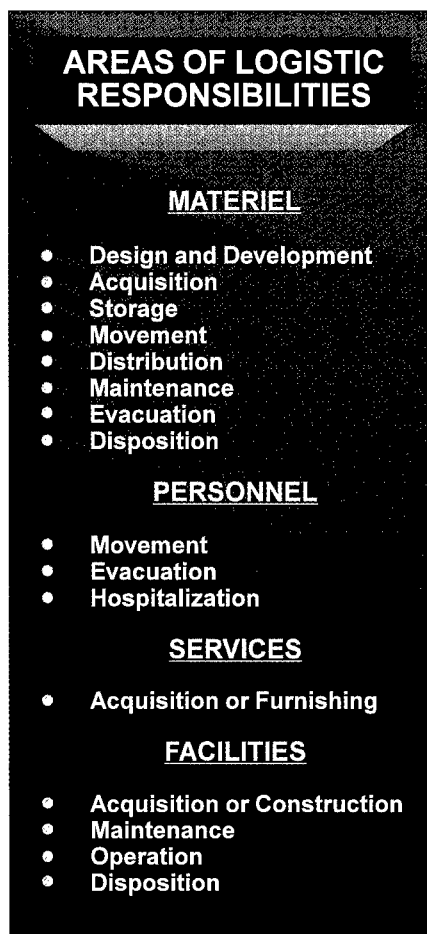 AREAS OF LOGISTIC
RESPONSIBILITIES
MATERIEL
• Design and Development
• Acquisition
• Storage
• Movement
• Distribution
• Maintenance
• Evacuation
• Disposition
PERSONNEL
• Movement
• Evacuation
• Hospitalization
SERVICES
• Acquisition or Furnishing
FACILITIES
• Acquisition or Construction
• Maintenance
• Operation
• Disposition